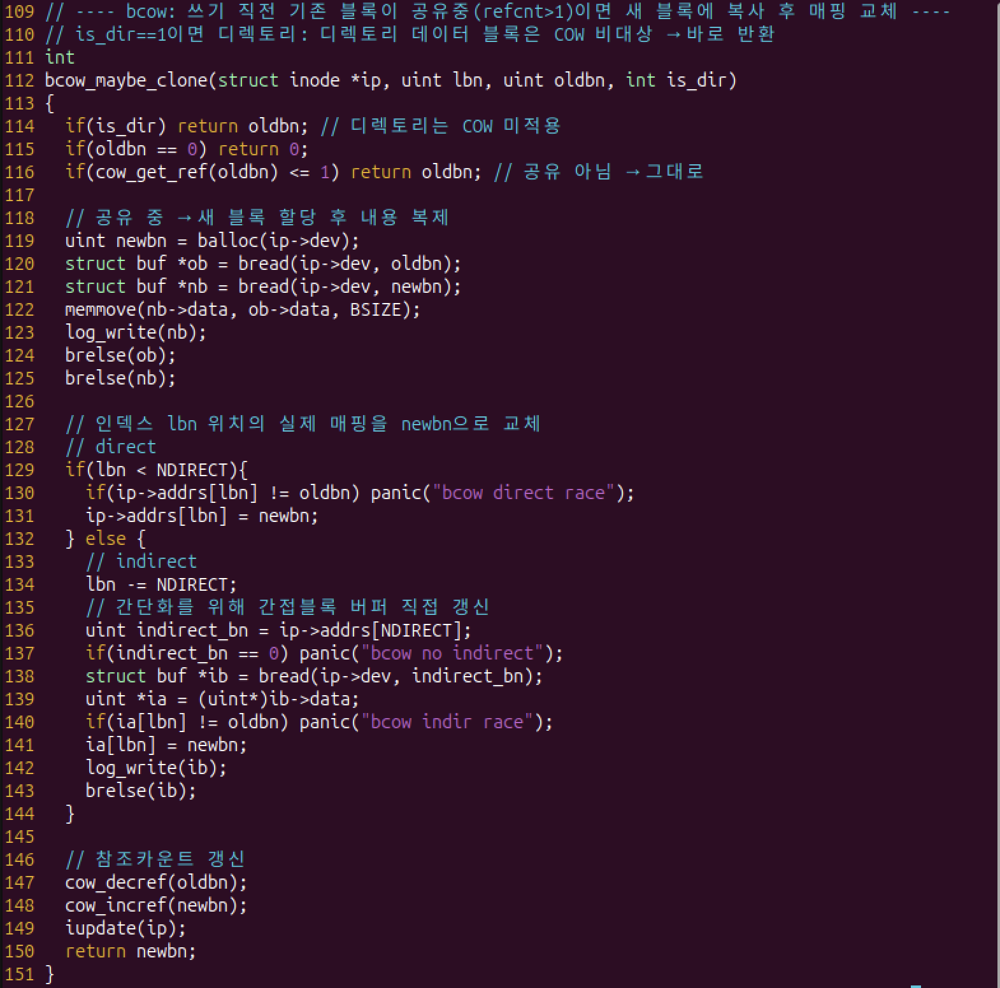 109 // ---- bcow: 쓰기 직전 기존 블록이 공유중(refcnt>1)이면 새 블록에 복사 후 매핑 교체 ----
110 // is_dir==1이면 디렉토리: 디렉토리 데이터 블록은 COW 비대상 →바로 반환
111 int
112 bcow_maybe_clone(struct inode *ip, uint lbn, uint oldbn, int is_dir)
113 {
114   if(is_dir) return oldbn; // 디렉토리는 COW 미적용
115   if(oldbn == 0) return 0;
116   if(cow_get_ref(oldbn) <= 1) return oldbn; // 공유 아님 →그대로
117
118   // 공유 중 →새 블록 할당 후 내용 복제
119   uint newbn = balloc(ip->dev);
120   struct buf *ob = bread(ip->dev, oldbn);
121   struct buf *nb = bread(ip->dev, newbn);
122   memmove(nb->data, ob->data, BSIZE);
123   log_write(nb);
124   brelse(ob);
125   brelse(nb);
126
127   // 인덱스 lbn 위치의 실제 매핑을 newbn으로 교체
128   // direct
129   if(lbn < NDIRECT){
130     if(ip->addrs[lbn] != oldbn) panic("bcow direct race");
131     ip->addrs[lbn] = newbn;
132   } else {
133     // indirect
134     lbn -= NDIRECT;
135     // 간단화를 위해 간접블록 버퍼 직접 갱신
136     uint indirect_bn = ip->addrs[NDIRECT];
137     if(indirect_bn == 0) panic("bcow no indirect");
138     struct buf *ib = bread(ip->dev, indirect_bn);
139     uint *ia = (uint*)ib->data;
140     if(ia[lbn] != oldbn) panic("bcow indir race");
141     ia[lbn] = newbn;
142     log_write(ib);
143     brelse(ib);
144   }
145
146   // 참조카운트 갱신
147   cow_decref(oldbn);
148   cow_incref(newbn);
149   iupdate(ip);
150   return newbn;
151 }